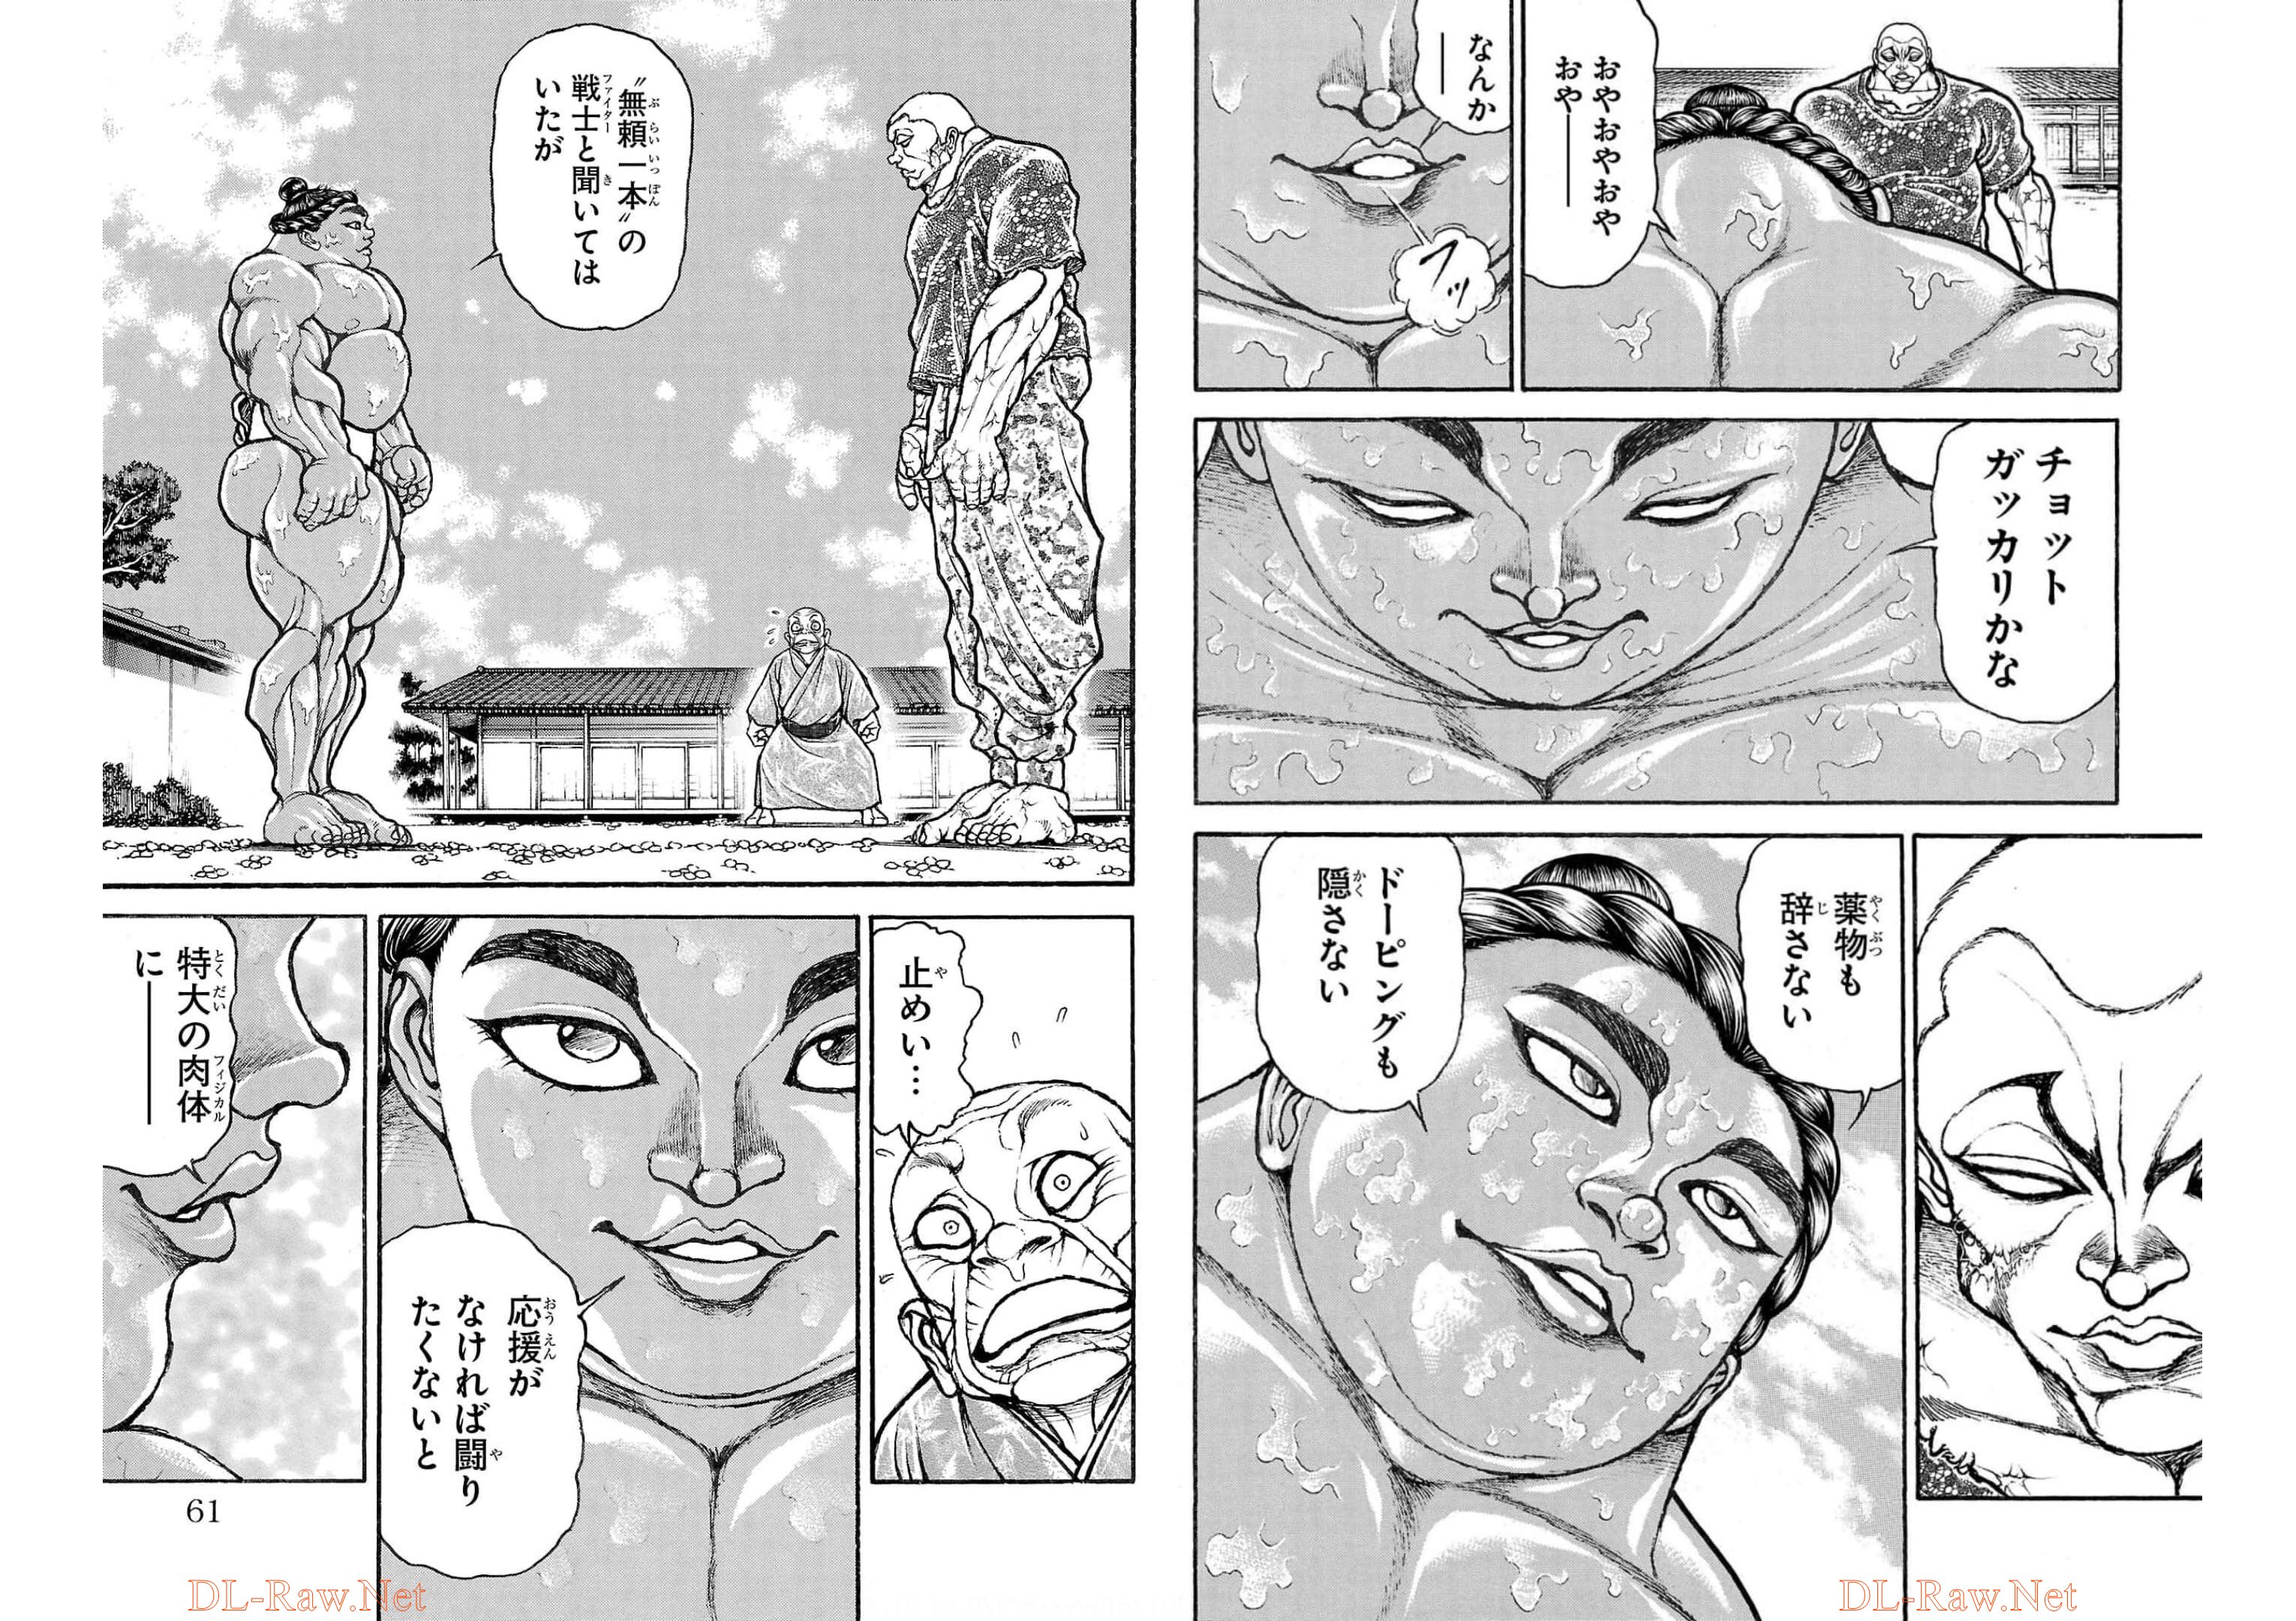 おやおやおや
おや――
なんか
――
フッ
チョット
ガッカリかな
薬物も
辞さない
ドーピングも
隠さない
〝無頼一本〟の
戦士と聞いては
いたが
止めい…
応援が
なければ闘り
たくないと
特大の肉体
に――
61
DL-Raw.Net
DL-Raw.Net